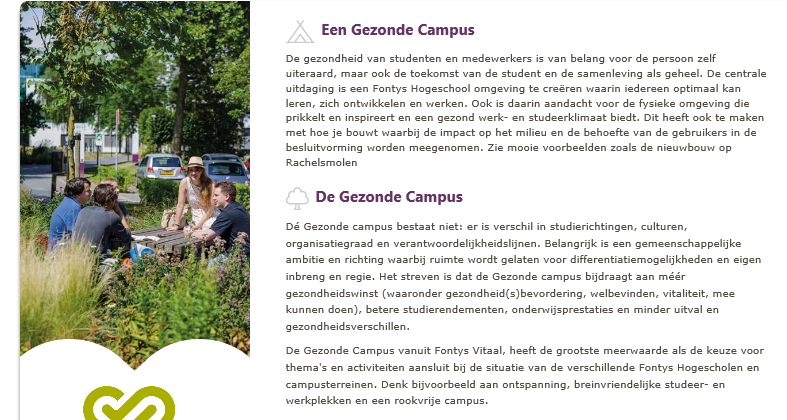 Een Gezonde Campus
De gezondheid van studenten en medewerkers is van belang voor de persoon zelf
uiteraard, maar ook de toekomst van de student en de samenleving als geheel. De centrale
uitdaging is een Fontys Hogeschool omgeving te creëren waarin iedereen optimaal kan
leren, zich ontwikkelen en werken. Ook is daarin aandacht voor de fysieke omgeving die
prikkelt en inspireert en een gezond werk- en studeerklimaat biedt. Dit heeft ook te maken
met hoe je bouwt waarbij de impact op het milieu en de behoefte van de gebruikers in de
besluitvorming worden meegenomen. Zie mooie voorbeelden zoals de nieuwbouw op
Rachelsmolen
De Gezonde Campus
Dé Gezonde campus bestaat niet: er is verschil in studierichtingen, culturen,
organisatiegraad en verantwoordelijkheidslijnen. Belangrijk is een gemeenschappelijke
ambitie en richting waarbij ruimte wordt gelaten voor differentiatiemogelijkheden en eigen
inbreng en regie. Het streven is dat de Gezonde campus bijdraagt aan méér
gezondheidswinst (waaronder gezondheid(s)bevordering, welbevinden, vitaliteit, mee
kunnen doen), betere studierendementen, onderwijsprestaties en minder uitval en
gezondheidsverschillen.
De Gezonde Campus vanuit Fontys Vitaal, heeft de grootste meerwaarde als de keuze voor
thema's en activiteiten aansluit bij de situatie van de verschillende Fontys Hogescholen en
campusterreinen. Denk bijvoorbeeld aan ontspanning, breinvriendelijke studeer- en
werkplekken en een rookvrije campus.